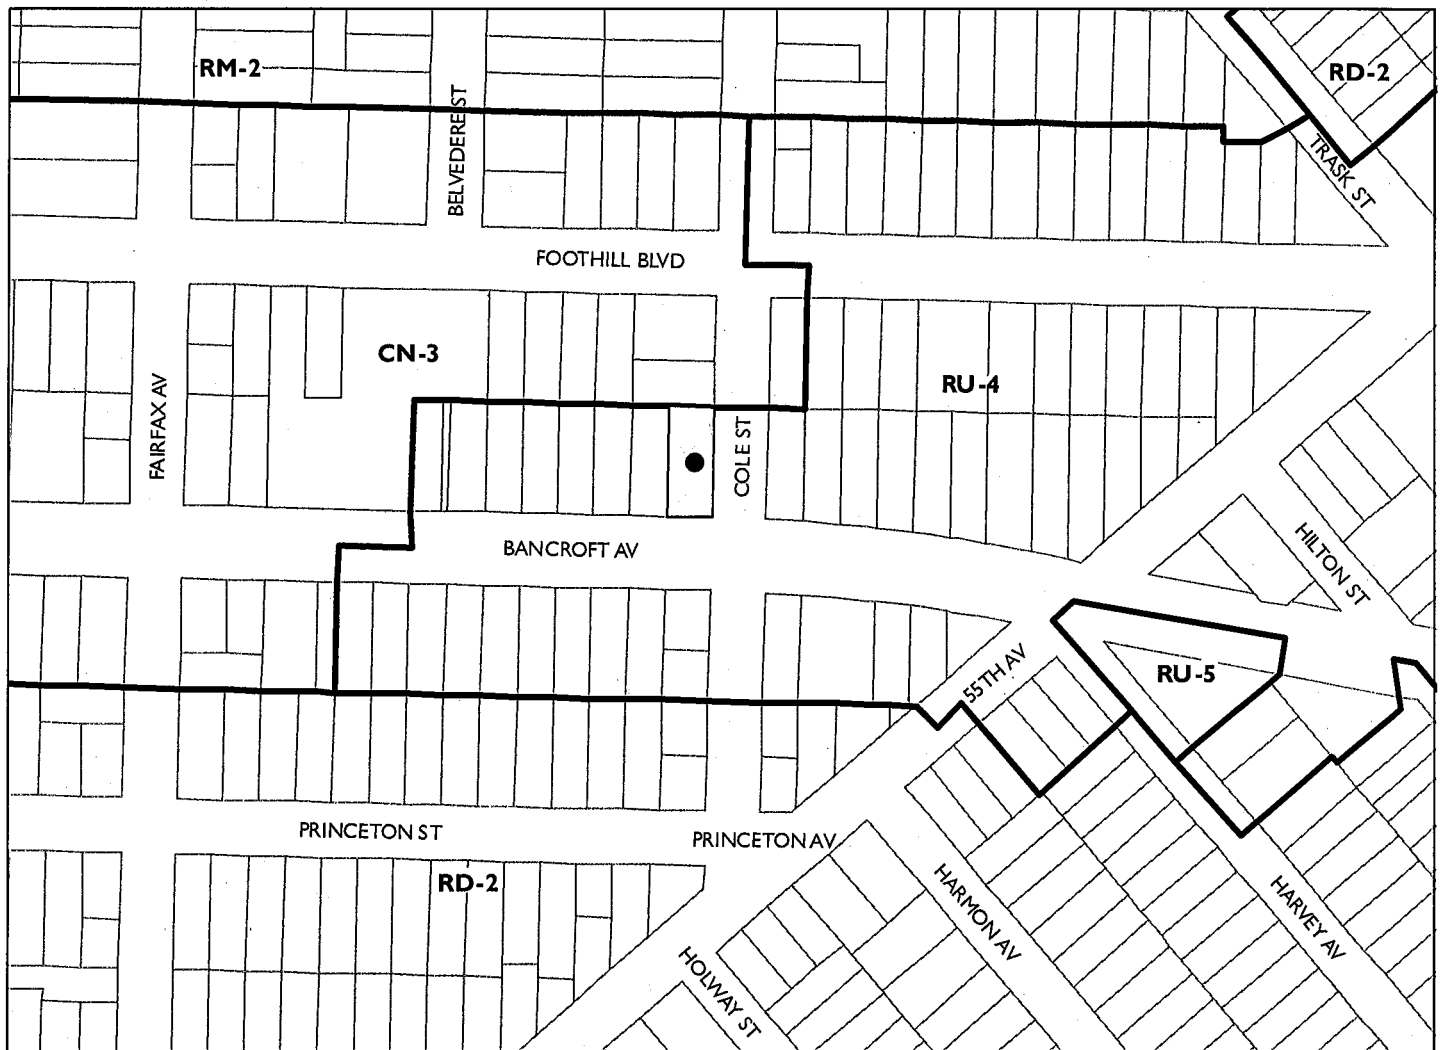 RM-2
RD-2
BELVEDERE ST
TRASK ST
FOOTHILL BLVD
CN-3
RU-4
FAIRFAX AV
COLE ST
BANCROFT AV
HILTON ST
55TH AV
RU-5
PRINCETON ST
PRINCETON AV
RD-2
HARMON AV
HARVEY AV
HOLWAY ST